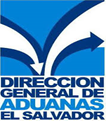 DIRECCION
GENERAL DE
ADUANAS
EL SALVADOR